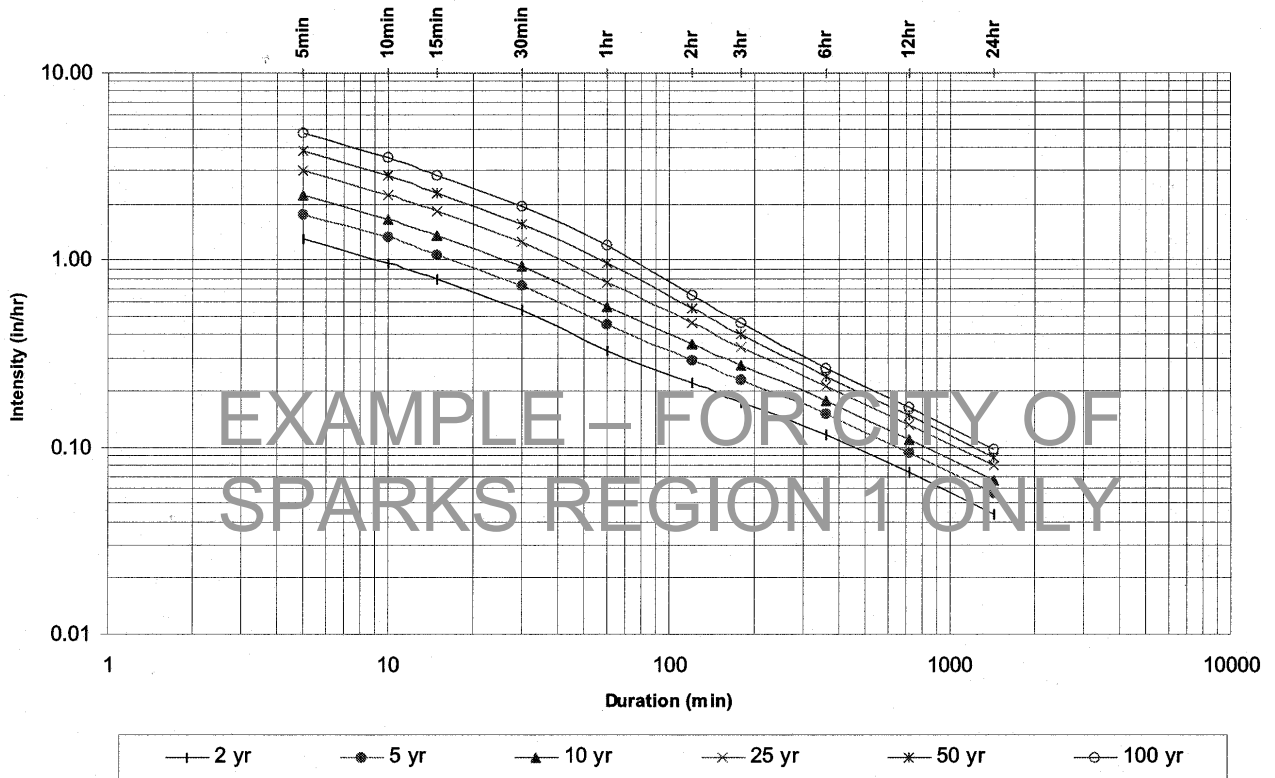 5min 10min 15min 30min 1hr 2hr 3hr 6hr 12hr 24hr
10.00
1.00
0.10
0.01
Intensity (in/hr)
EXAMPLE – FOR CITY OF
SPARKS REGION 1 ONLY
1 10 100 1000 10000
Duration (min)
2 yr 5 yr 10 yr 25 yr 50 yr 100 yr